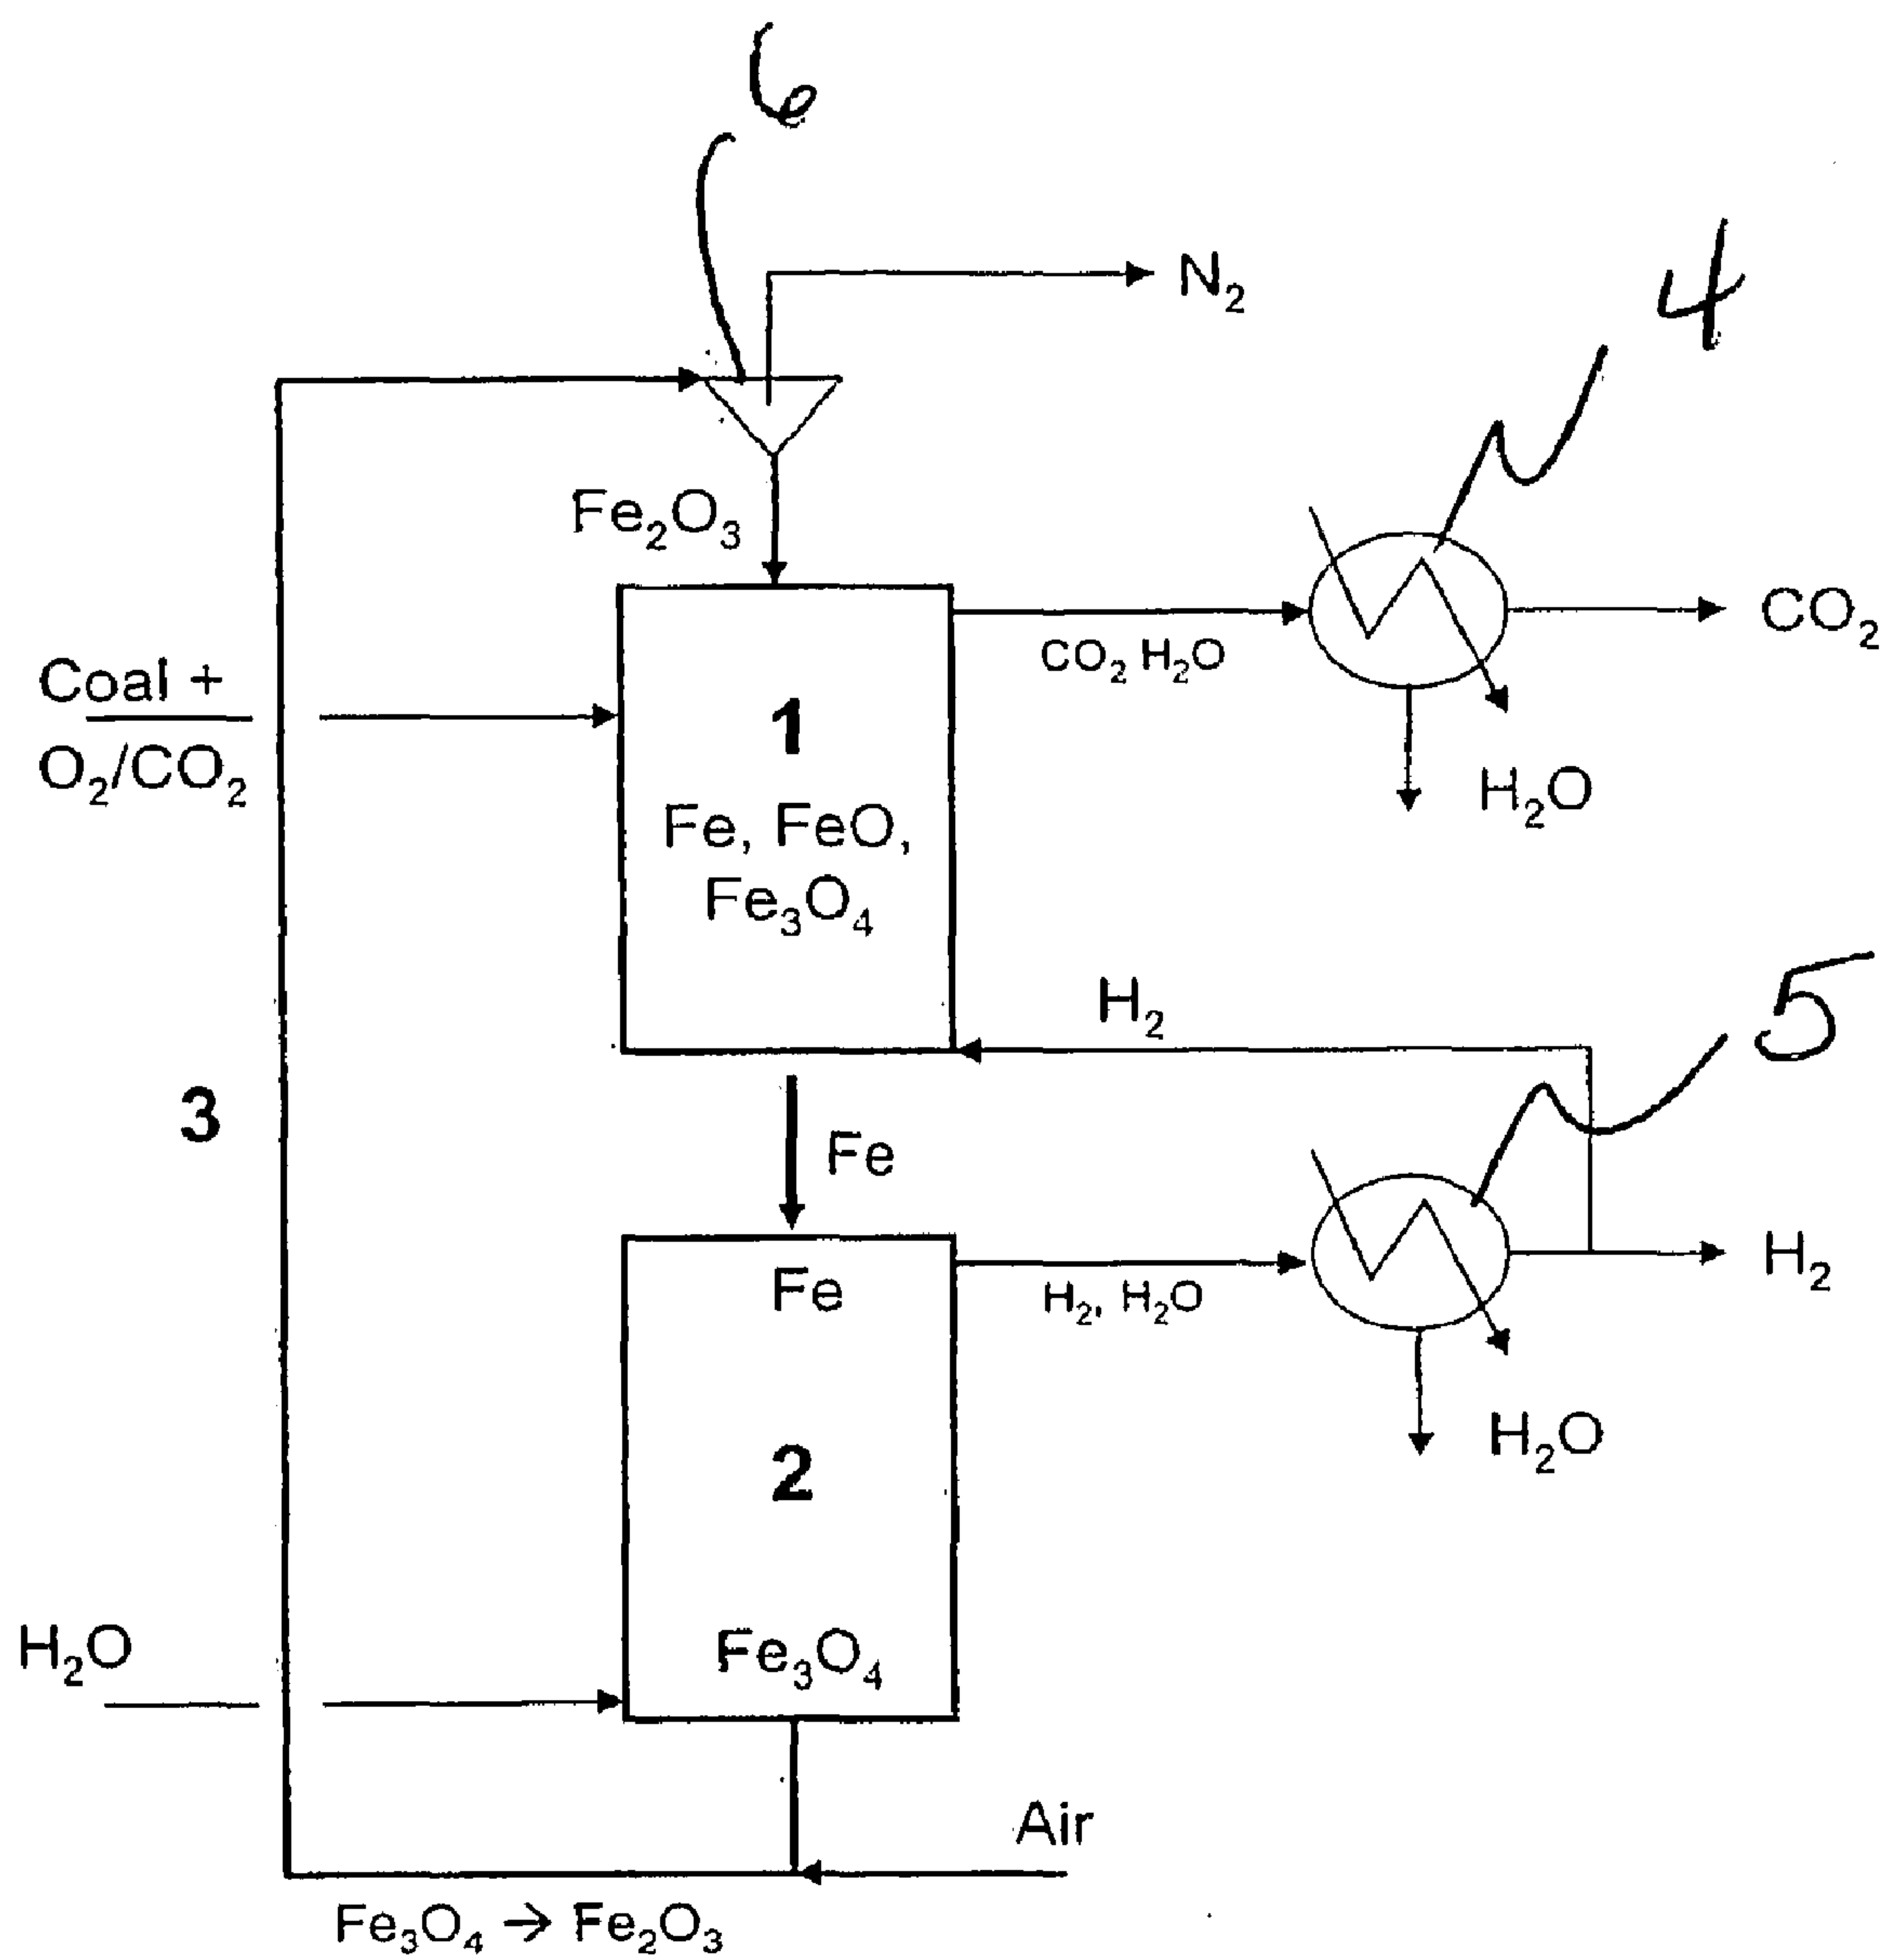 6
N₂
4
Fe₂O₃
CO₂ H₂O
CO₂
Coal +
O₂/CO₂
1
Fe, FeO,
Fe₃O₄
H₂O
H₂
5
3
Fe
Fe
H₂, H₂O
H₂
2
H₂O
Fe₃O₄
H₂O
Air
Fe₃O₄ → Fe₂O₃